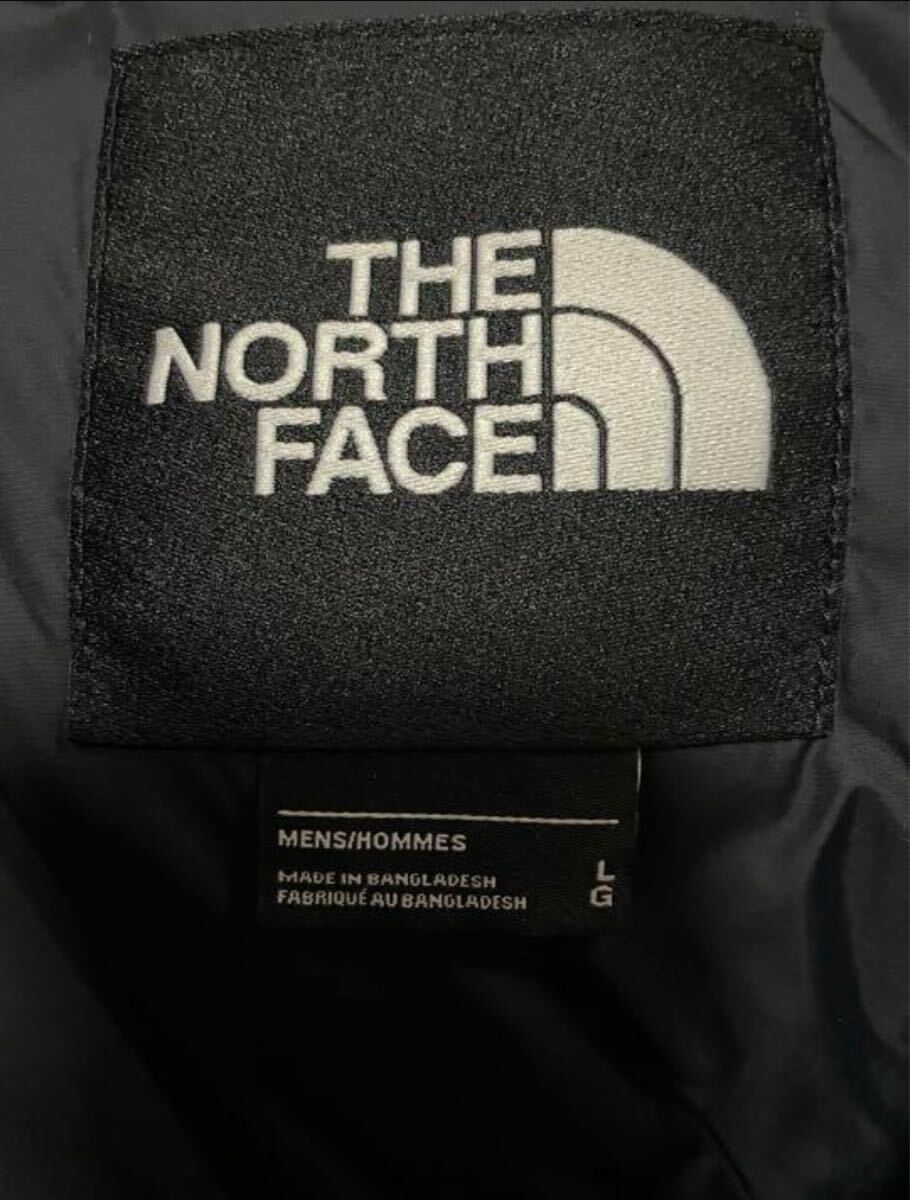 THE
NORTH
FACE
MENS/HOMMES
MADE IN BANGLADESH
FABRIQUÉ AU BANGLADESH
L
G